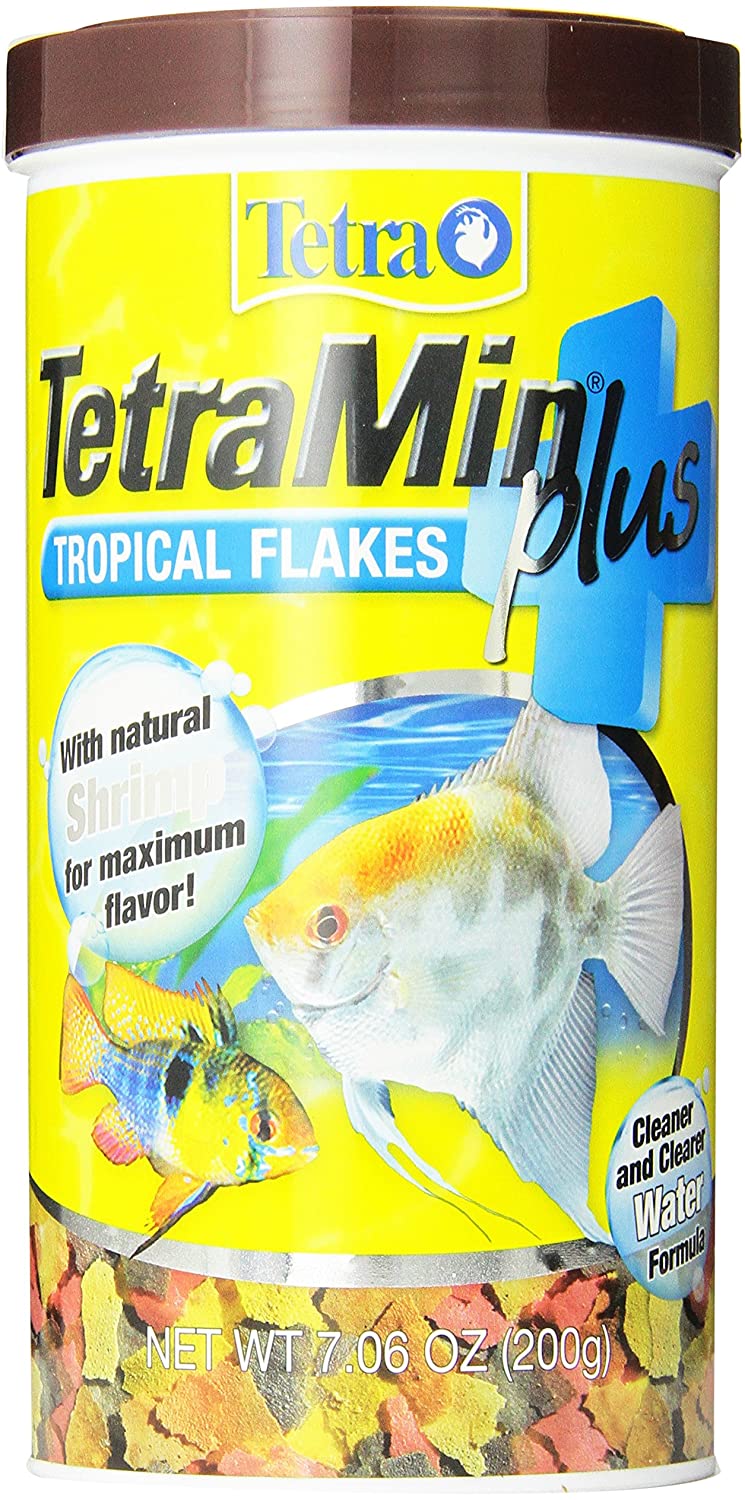 Tetra
TetraMin® plus
TROPICAL FLAKES
With natural
Shrimp
for maximum
flavor!
Cleaner
and Clearer
Water
Formula
NET WT 7.06 OZ (200g)